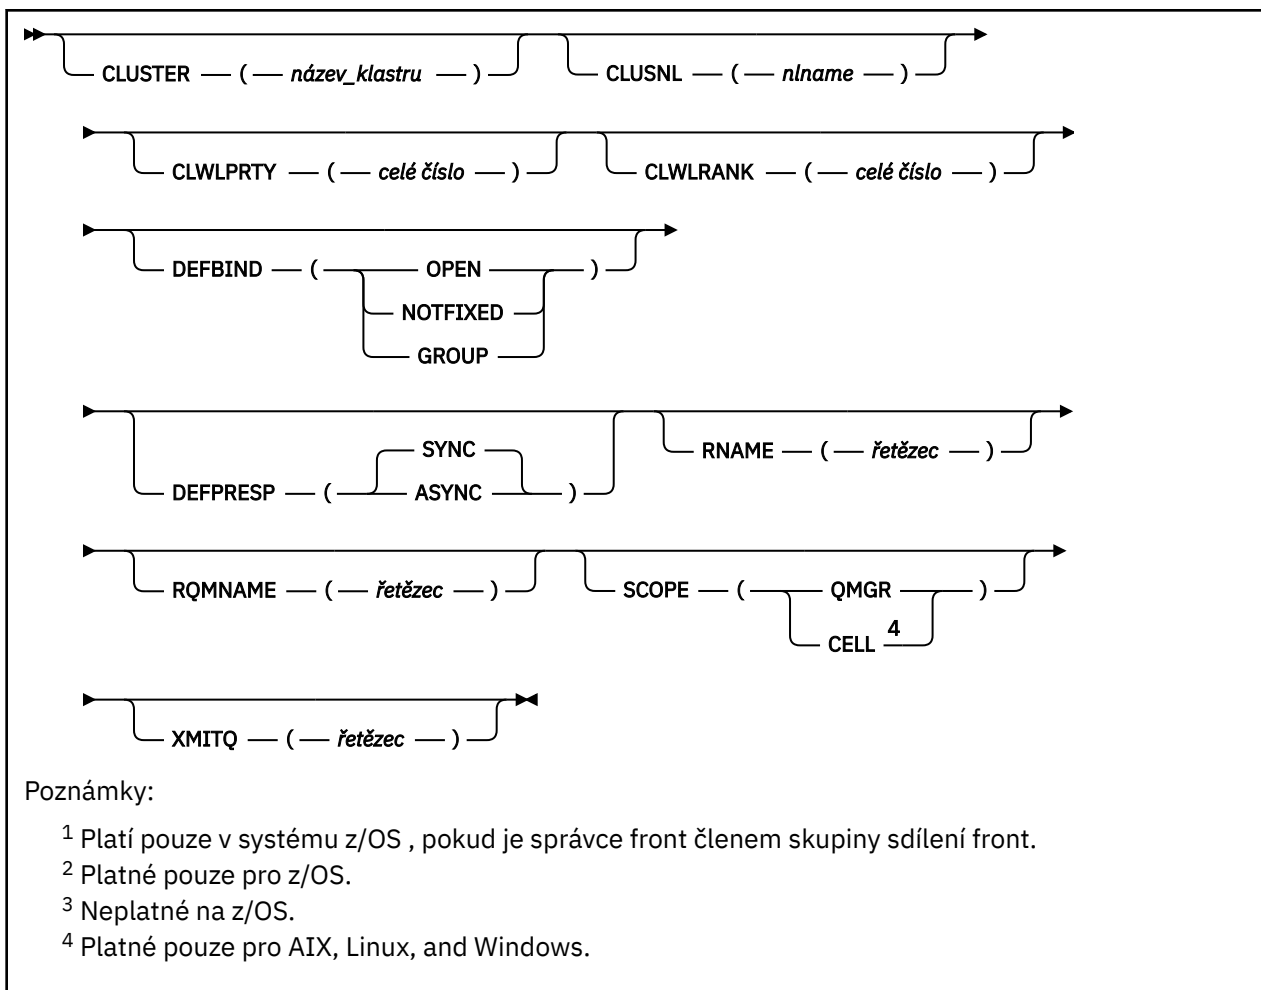 CLUSTER ( název_klastru ) CLUSNL ( nlname )
CLWLPRTY ( celé číslo ) CLWLRANK ( celé číslo )
DEFBIND ( OPEN )
NOTFIXED
GROUP
SYNC
DEFPRESP ( ASYNC ) RNAME ( řetězec )
RQMNAME ( řetězec ) SCOPE ( QMGR )
CELL 4
XMITQ ( řetězec )
Poznámky:
1 Platí pouze v systému z/OS , pokud je správce front členem skupiny sdílení front.
2 Platné pouze pro z/OS.
3 Neplatné na z/OS.
4 Platné pouze pro AIX, Linux, and Windows.